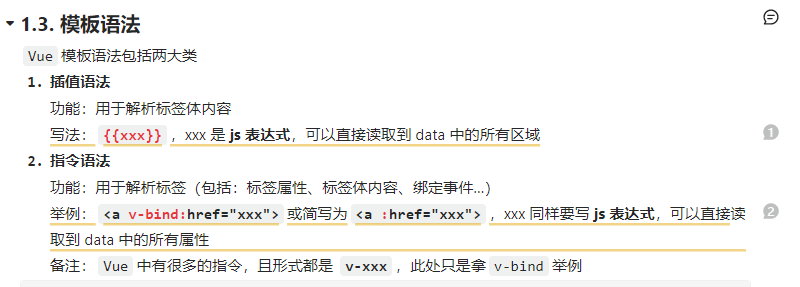 1.3. 模板语法
Vue 模板语法包括两大类
1. 插值语法
功能：用于解析标签体内容
写法： {{xxx}} ，xxx 是 js 表达式，可以直接读取到 data 中的所有区域
1
2. 指令语法
功能：用于解析标签（包括：标签属性、标签体内容、绑定事件…）
举例： <a v-bind:href="xxx"> 或简写为 <a :href="xxx"> ，xxx 同样要写 js 表达式，可以直接读
2
取到 data 中的所有属性
备注： Vue 中有很多的指令，且形式都是 v-xxx ，此处只是拿 v-bind 举例